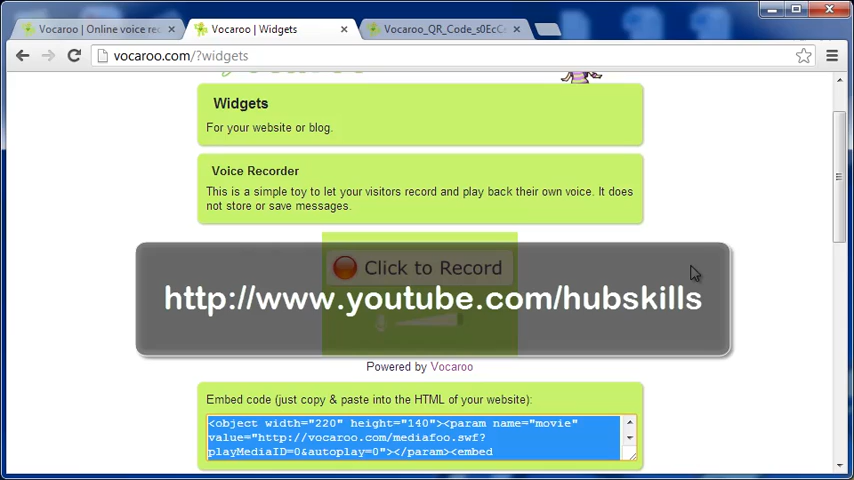 Vocaroo | Online voice rec
Vocaroo | Widgets
Vocaroo_QR_Code_s0EcC
vocaroo.com/?widgets
Widgets
For your website or blog.
Voice Recorder
This is a simple toy to let your visitors record and play back their own voice. It does
not store or save messages.
Click to Record
http://www.youtube.com/hubskills
Powered by Vocaroo
Embed code (just copy & paste into the HTML of your website):
<object width="220" height="140"><param name="movie"
value="http://vocaroo.com/mediafoo.swf?
playMediaID=0&autoplay=0"></param><embed